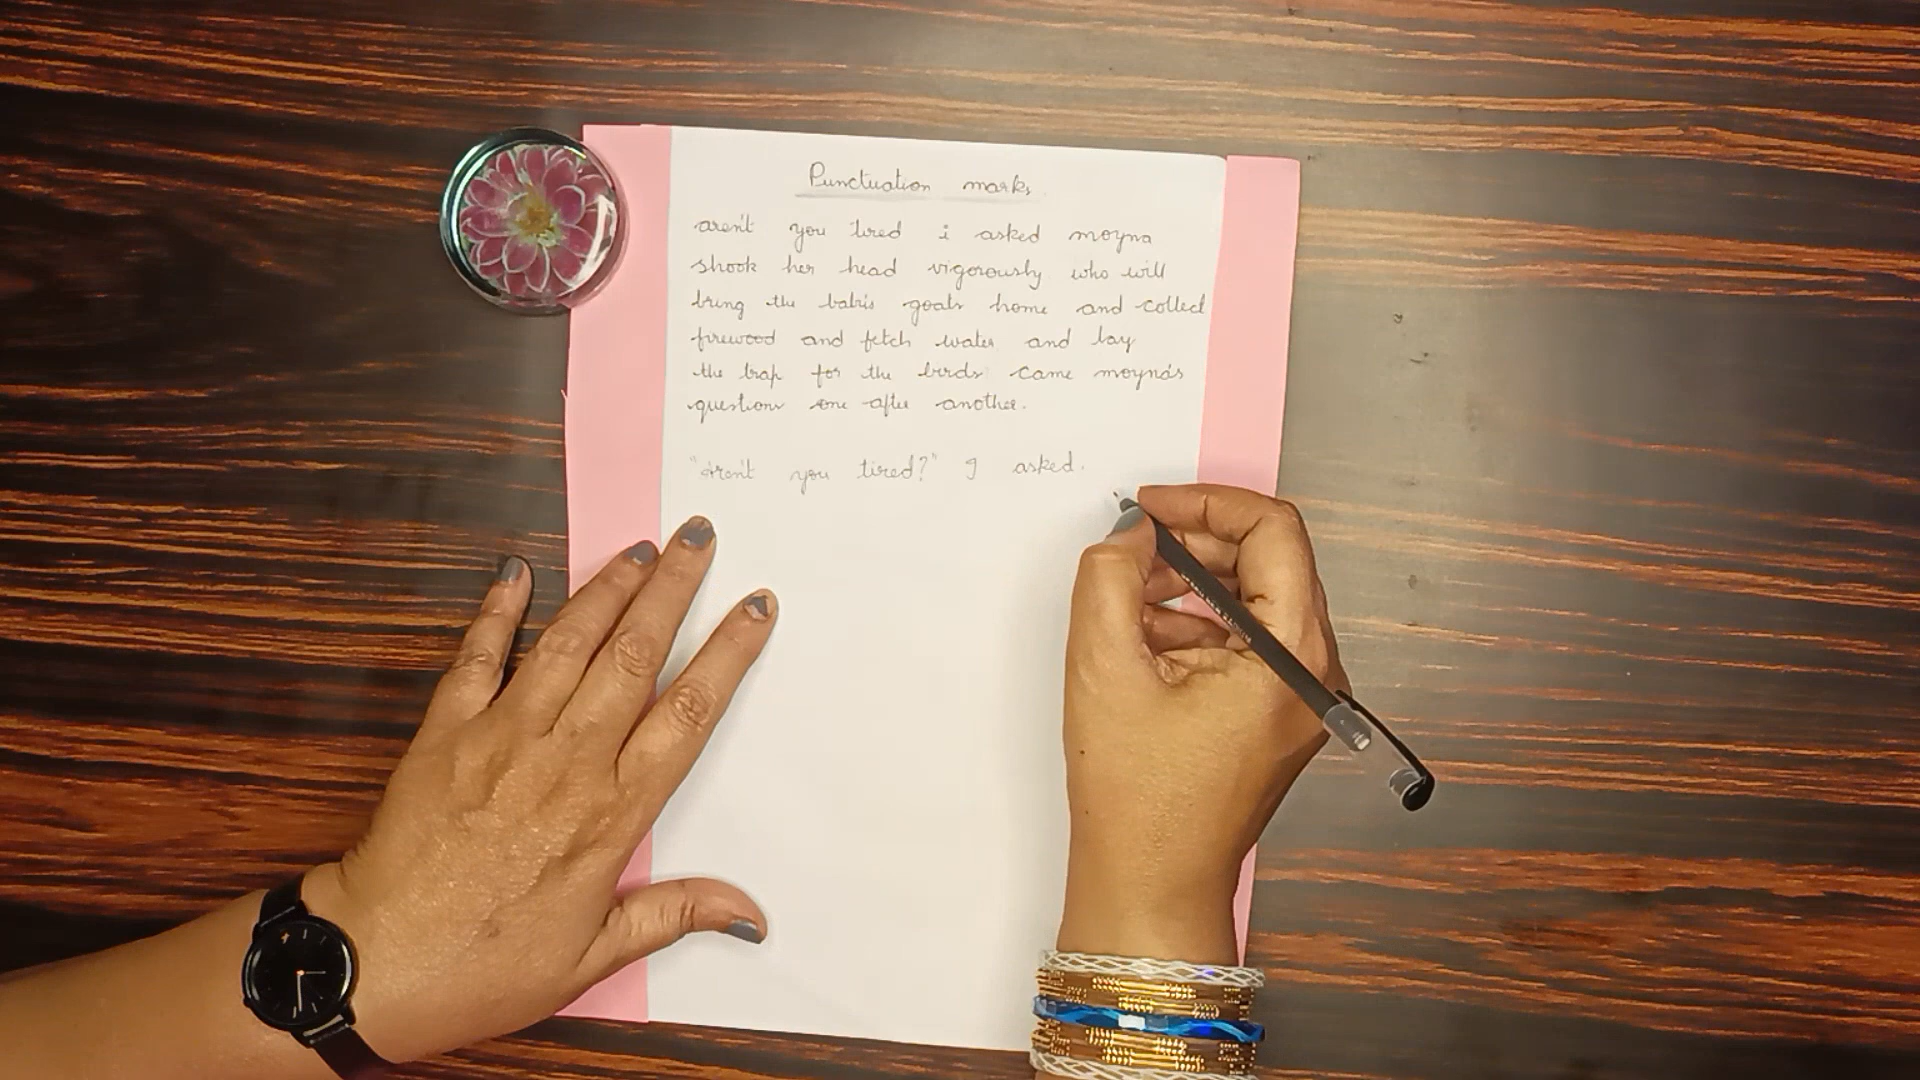 Punctuation marks
aren't you tired i asked moyna
shook her head vigorously who will
bring the babu's goats home and collect
firewood and fetch water and lay
the trap for the birds came moyna's
questions one after another.
"Aren't you tired?" I asked.